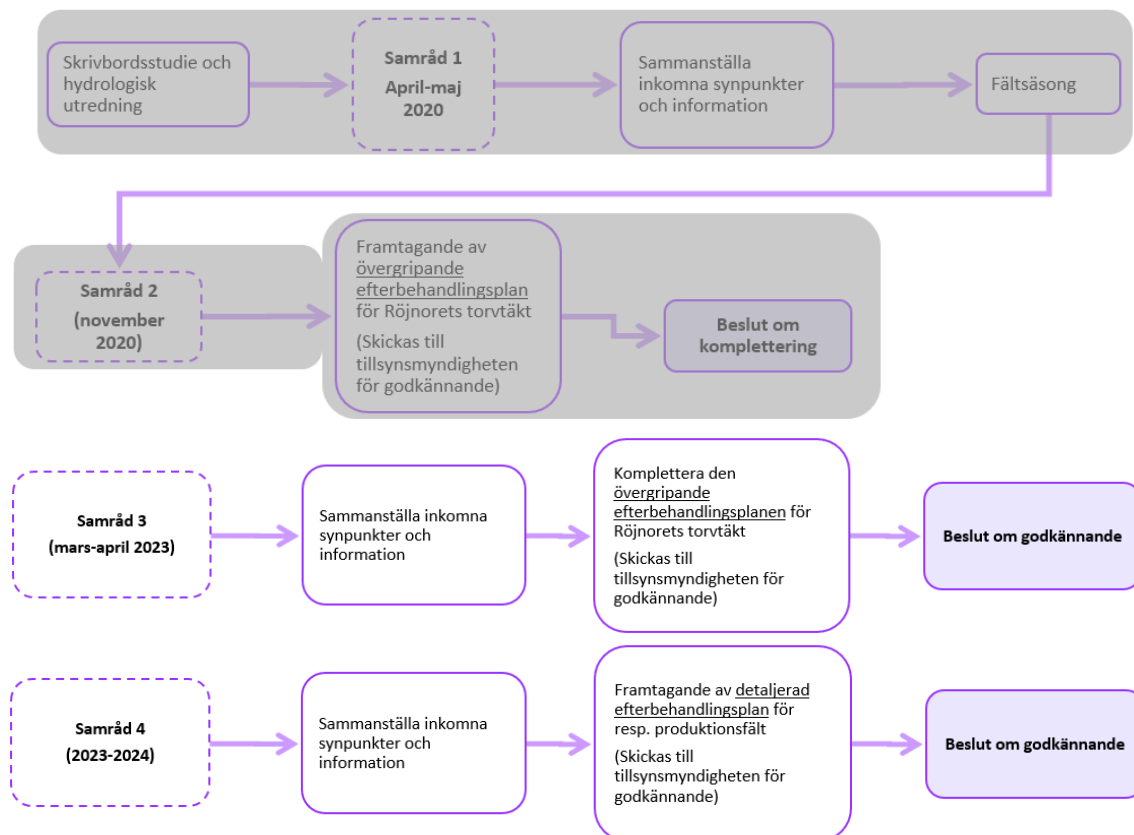 Skrivbordsstudie och
hydrologisk
utredning
Samråd 1
April-maj
2020
Sammanställa
inkomna synpunkter
och information
Fältsäsong
Samråd 2
(november
2020)
Framtagande av
övergripande
efterbehandlingsplan
för Röjnorets torvtäkt
(Skickas till
tillsynsmyndigheten
för godkännande)
Beslut om
komplettering
Samråd 3
(mars-april 2023)
Sammanställa inkomna
synpunkter och
information
Komplettera den
övergripande
efterbehandlingsplanen för
Röjnorets torvtäkt
(Skickas till
tillsynsmyndigheten för
godkännande)
Beslut om godkännande
Samråd 4
(2023-2024)
Sammanställa inkomna
synpunkter och
information
Framtagande av detaljerad
efterbehandlingsplan för
resp. produktionsfält
(Skickas till
tillsynsmyndigheten för
godkännande)
Beslut om godkännande